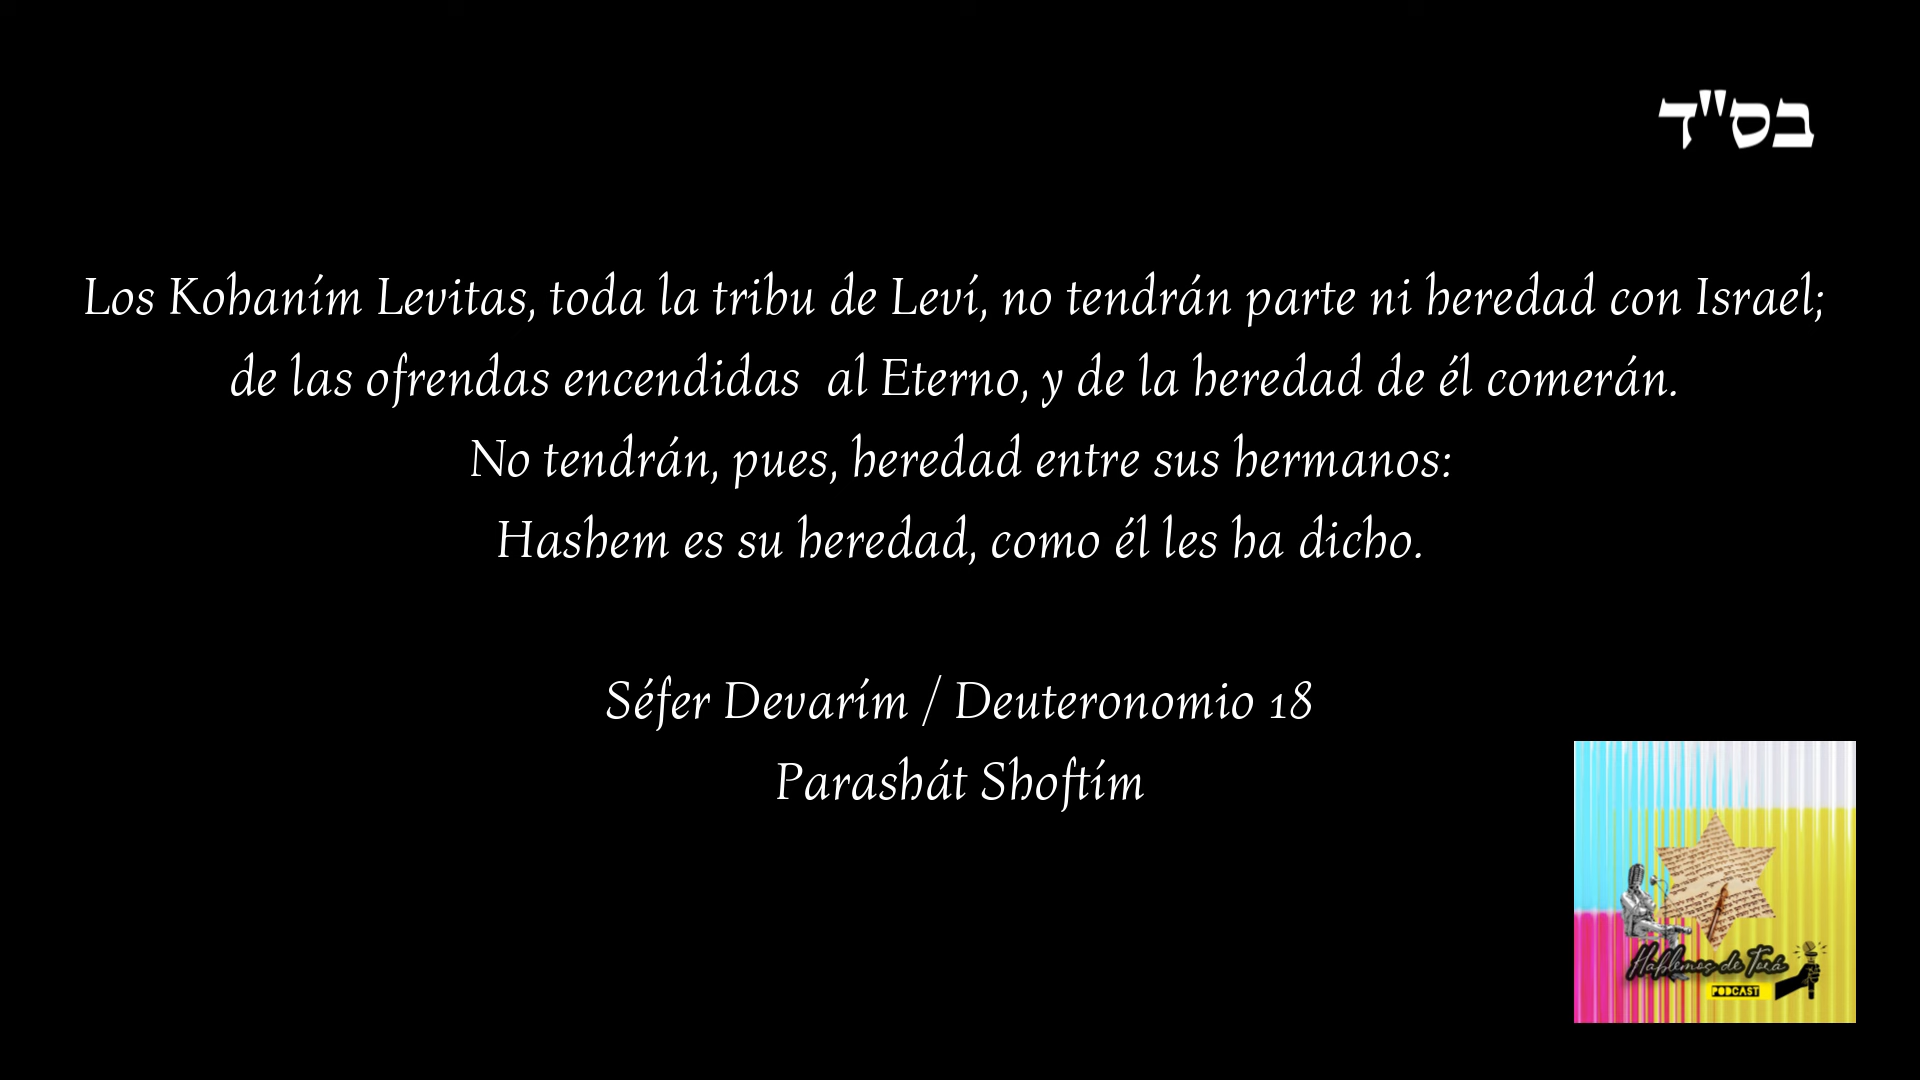 בס"ד
Los Kohaním Levitas, toda la tribu de Leví, no tendrán parte ni heredad con Israel;
de las ofrendas encendidas  al Eterno, y de la heredad de él comerán.
No tendrán, pues, heredad entre sus hermanos:
Hashem es su heredad, como él les ha dicho.
Séfer Devarím / Deuteronomio 18
Parashát Shoftím
Hablemos de Torá
PODCAST